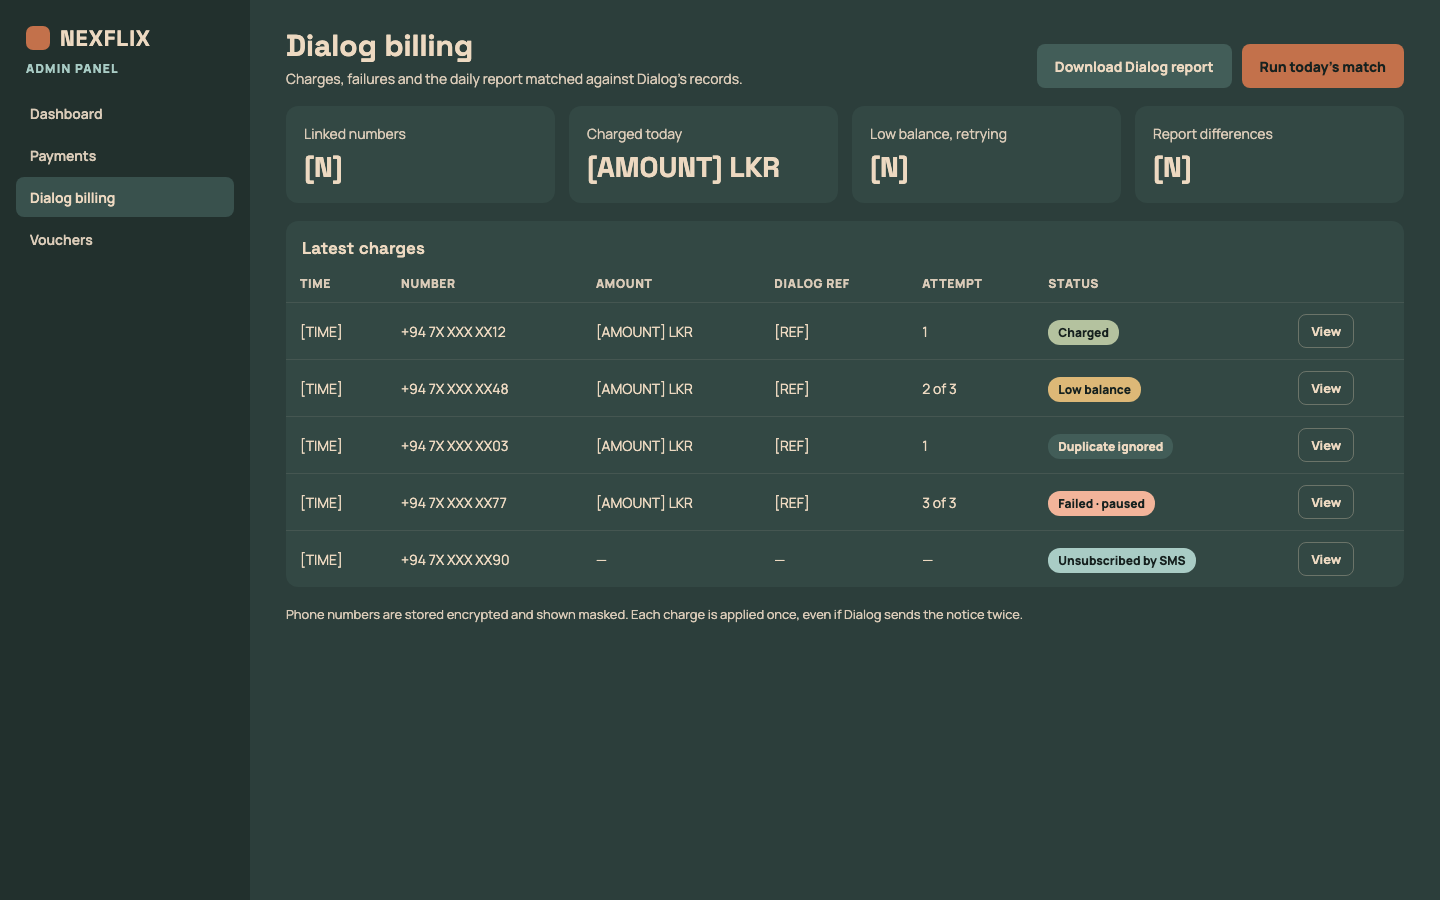 NEXFLIX
ADMIN PANEL
Dashboard
Payments
Dialog billing
Vouchers
Dialog billing
Charges, failures and the daily report matched against Dialog's records.
Download Dialog report
Run today's match
Linked numbers
[N]
Charged today
[AMOUNT] LKR
Low balance, retrying
[N]
Report differences
[N]
Latest charges
TIME NUMBER AMOUNT DIALOG REF ATTEMPT STATUS
[TIME] +94 7X XXX XX12 [AMOUNT] LKR [REF] 1 Charged View
[TIME] +94 7X XXX XX48 [AMOUNT] LKR [REF] 2 of 3 Low balance View
[TIME] +94 7X XXX XX03 [AMOUNT] LKR [REF] 1 Duplicate ignored View
[TIME] +94 7X XXX XX77 [AMOUNT] LKR [REF] 3 of 3 Failed · paused View
[TIME] +94 7X XXX XX90 — — — Unsubscribed by SMS View
Phone numbers are stored encrypted and shown masked. Each charge is applied once, even if Dialog sends the notice twice.